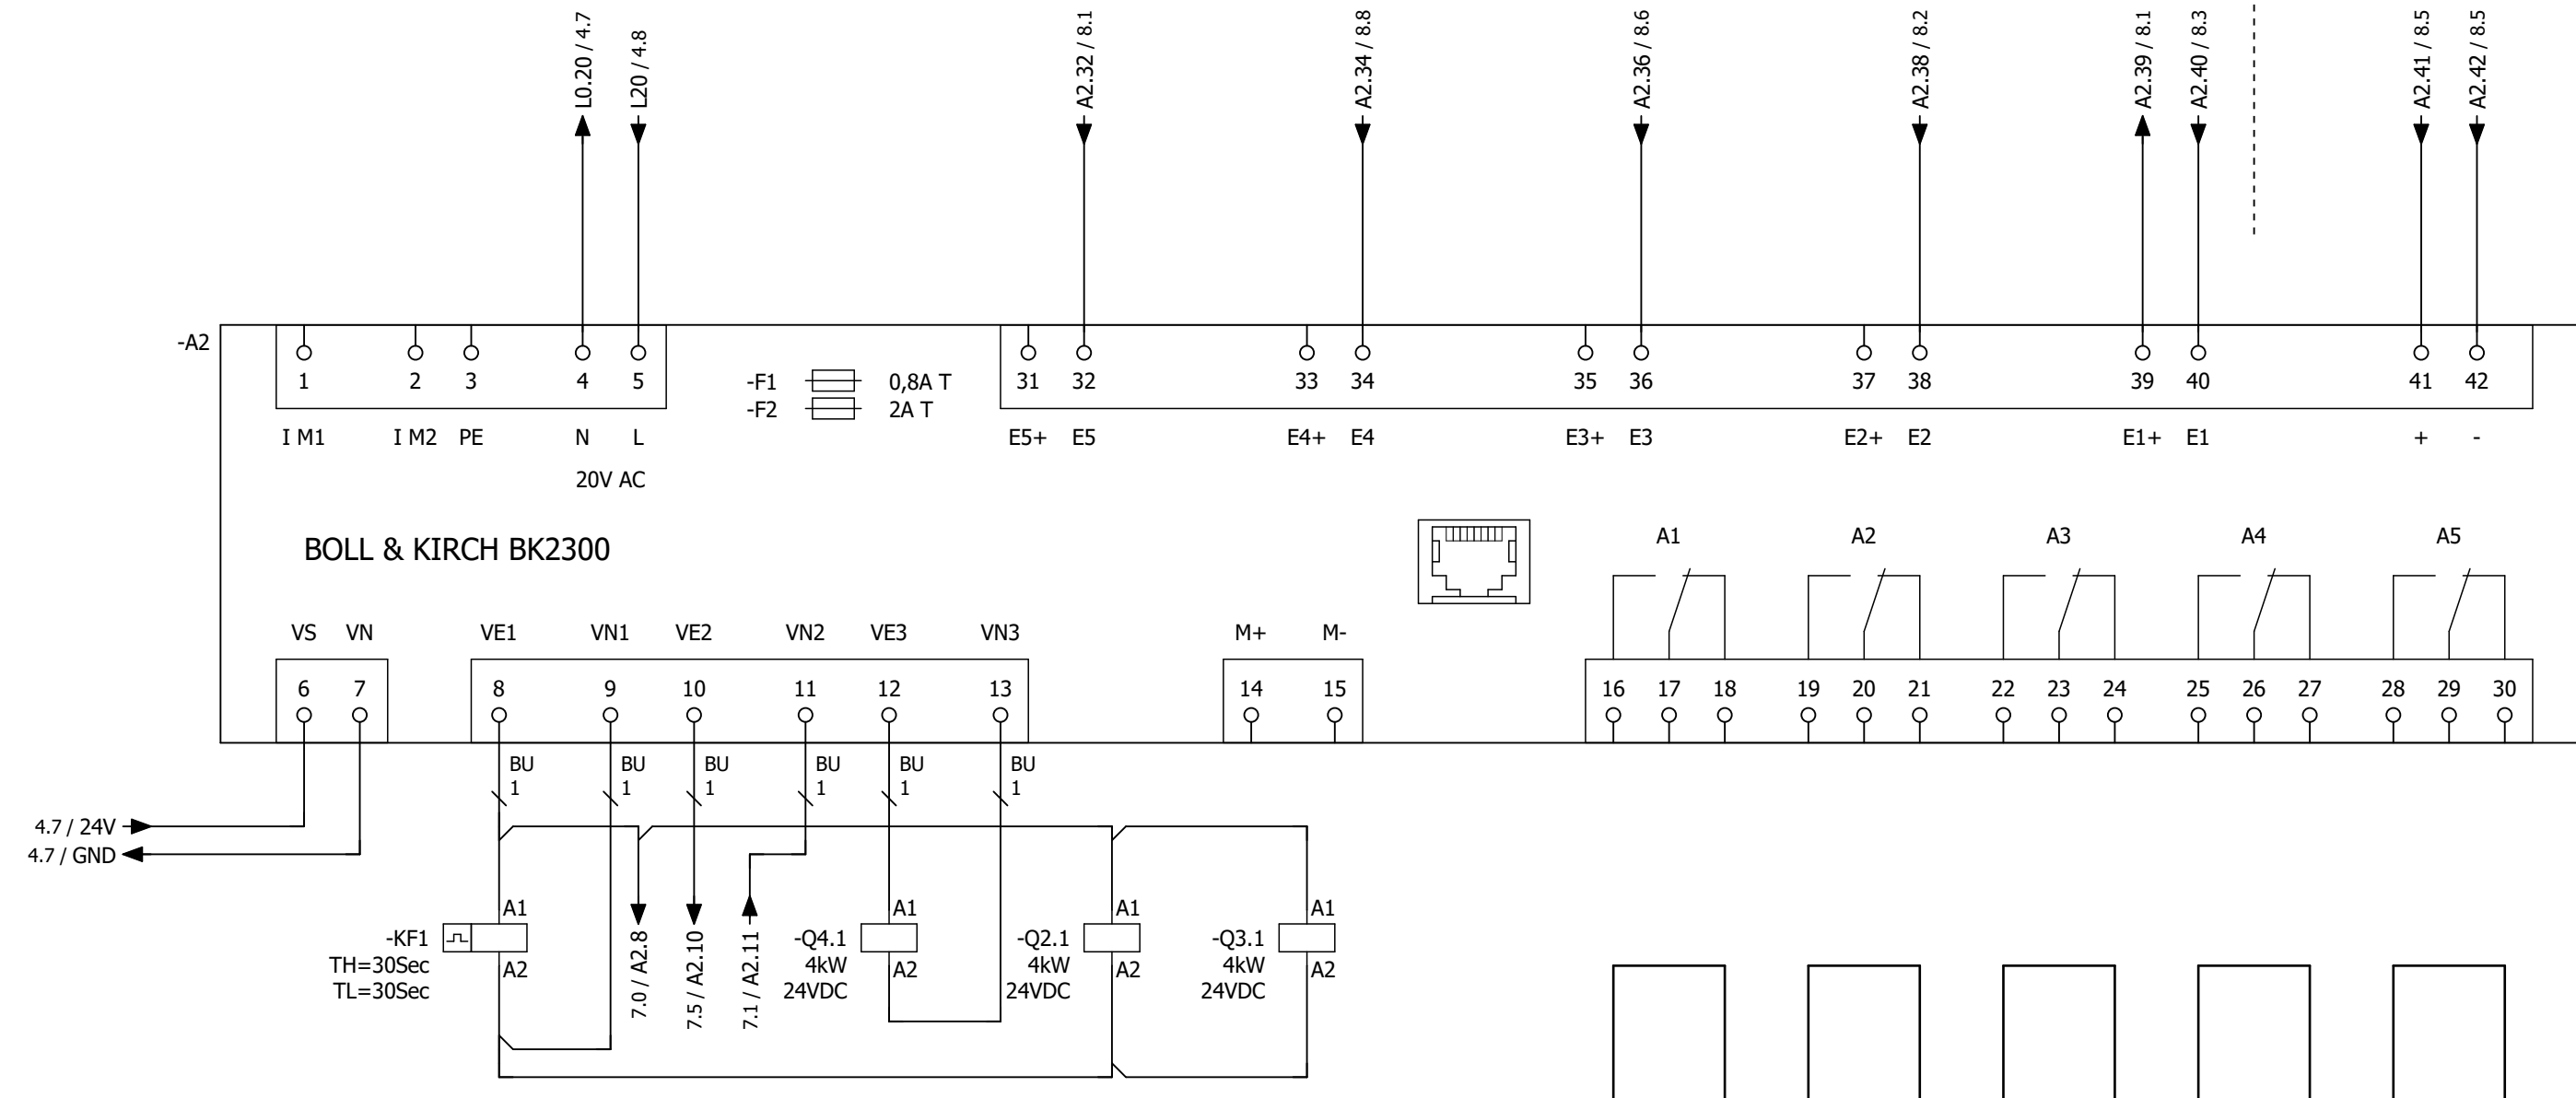 L0.20 / 4.7
L20 / 4.8
A2.32 / 8.1
A2.34 / 8.8
A2.36 / 8.6
A2.38 / 8.2
A2.39 / 8.1
A2.40 / 8.3
A2.41 / 8.5
A2.42 / 8.5
-A2
1 2 3 4 5
-F1 0,8A T
-F2 2A T
31 32 33 34 35 36 37 38 39 40 41 42
I M1 I M2 PE N L
E5+ E5 E4+ E4 E3+ E3 E2+ E2 E1+ E1 + -
20V AC
BOLL & KIRCH BK2300
A1 A2 A3 A4 A5
VS VN VE1 VN1 VE2 VN2 VE3 VN3 M+ M-
6 7 8 9 10 11 12 13 14 15 16 17 18 19 20 21 22 23 24 25 26 27 28 29 30
BU BU BU BU BU BU
1 1 1 1 1 1
4.7 / 24V
4.7 / GND
A1 A1 A1 A1
-KF1 -Q4.1 -Q2.1 -Q3.1
TH=30Sec 4kW 4kW 4kW
A2 A2 A2 A2
TL=30Sec 24VDC 24VDC 24VDC
7.0 / A2.8
7.5 / A2.10
7.1 / A2.11